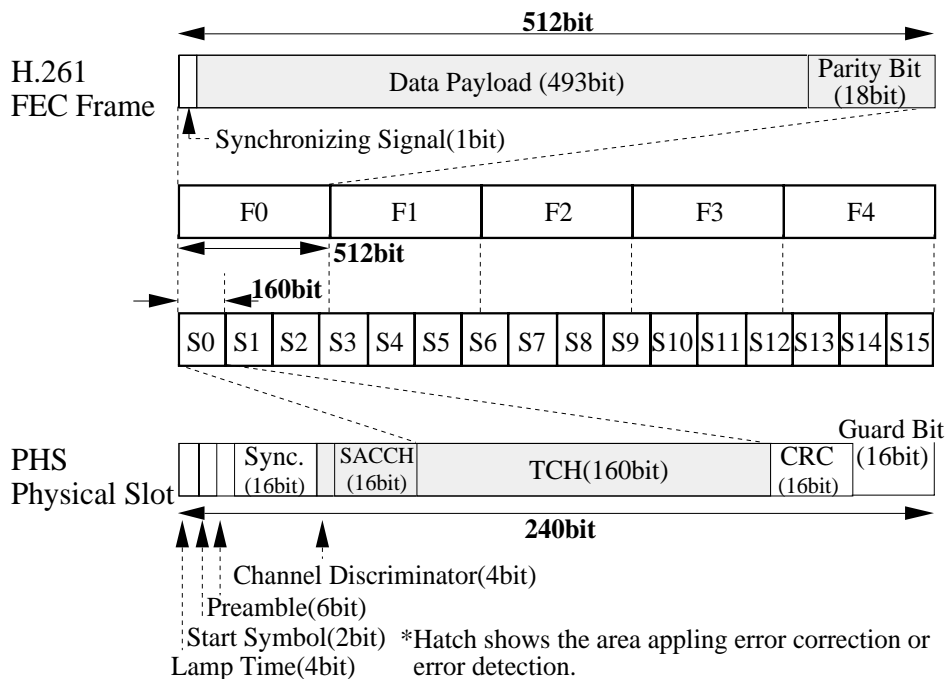 512bit
H.261
FEC Frame
Data Payload (493bit)
Parity Bit
(18bit)
Synchronizing Signal(1bit)
F0 F1 F2 F3 F4
512bit
160bit
S0 S1 S2 S3 S4 S5 S6 S7 S8 S9 S10 S11 S12 S13 S14 S15
PHS
Physical Slot
Sync.
(16bit)
SACCH
(16bit)
TCH(160bit)
CRC
(16bit)
Guard Bit
(16bit)
240bit
Channel Discriminator(4bit)
Preamble(6bit)
Start Symbol(2bit)
Lamp Time(4bit)
*Hatch shows the area appling error correction or
error detection.